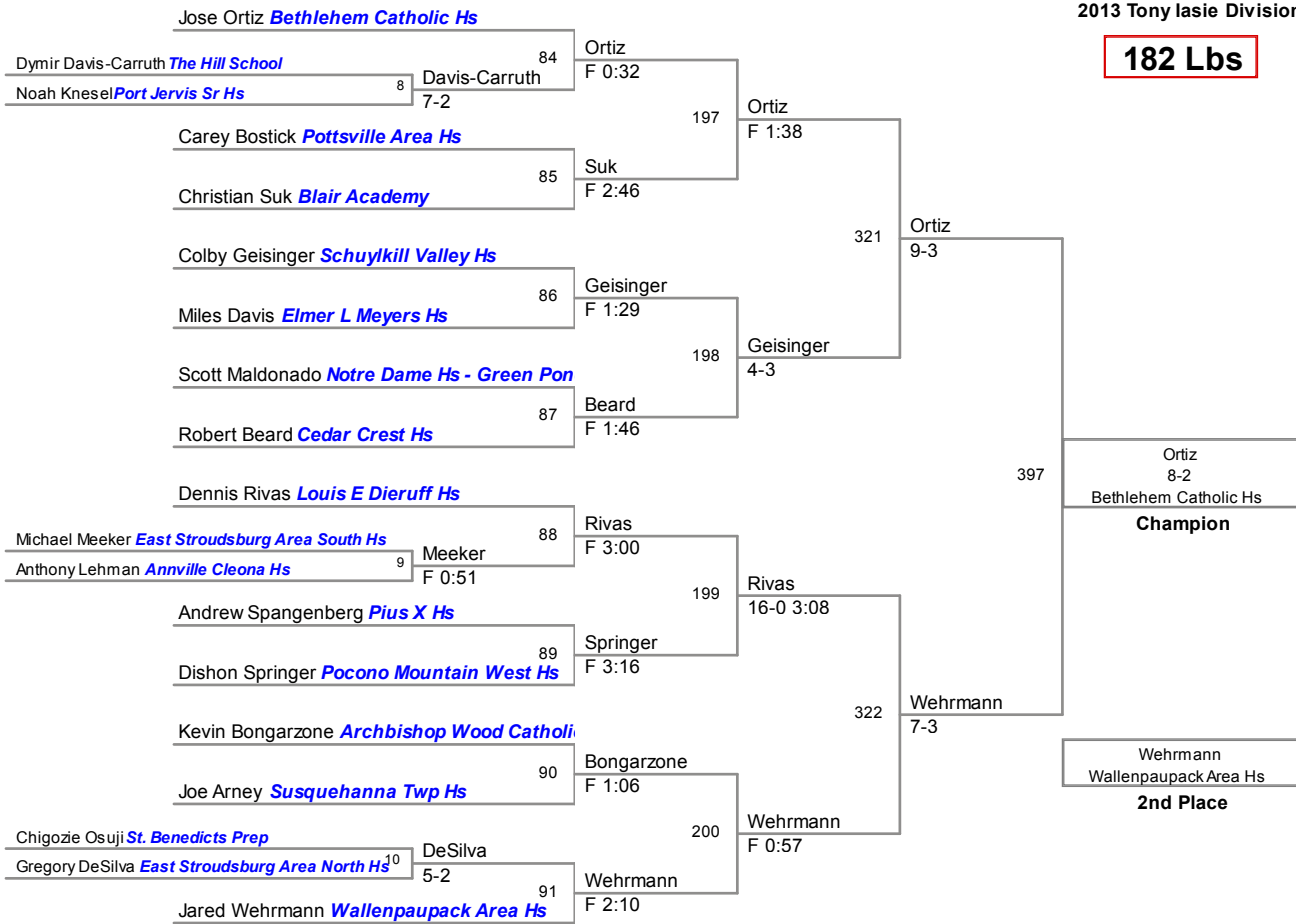 2013 Tony Iasie Division
182 Lbs
Jose Ortiz Bethlehem Catholic Hs
84
Ortiz
F 0:32
Dymir Davis-Carruth The Hill School
8
Davis-Carruth
7-2
Noah Knesel Port Jervis Sr Hs
197
Ortiz
F 1:38
Carey Bostick Pottsville Area Hs
85
Suk
F 2:46
Christian Suk Blair Academy
321
Ortiz
9-3
Colby Geisinger Schuylkill Valley Hs
86
Geisinger
F 1:29
Miles Davis Elmer L Meyers Hs
198
Geisinger
4-3
Scott Maldonado Notre Dame Hs - Green Pon
87
Beard
F 1:46
Robert Beard Cedar Crest Hs
397
Ortiz
8-2
Bethlehem Catholic Hs
Champion
Dennis Rivas Louis E Dieruff Hs
88
Rivas
F 3:00
Michael Meeker East Stroudsburg Area South Hs
9
Meeker
F 0:51
Anthony Lehman Annville Cleona Hs
199
Rivas
16-0 3:08
Andrew Spangenberg Pius X Hs
89
Springer
F 3:16
Dishon Springer Pocono Mountain West Hs
322
Wehrmann
7-3
Kevin Bongarzone Archbishop Wood Catholi
90
Bongarzone
F 1:06
Joe Arney Susquehanna Twp Hs
Wehrmann
Wallenpaupack Area Hs
2nd Place
200
Wehrmann
F 0:57
Chigozie Osuji St. Benedicts Prep
10
DeSilva
5-2
Gregory DeSilva East Stroudsburg Area North Hs
91
Wehrmann
F 2:10
Jared Wehrmann Wallenpaupack Area Hs